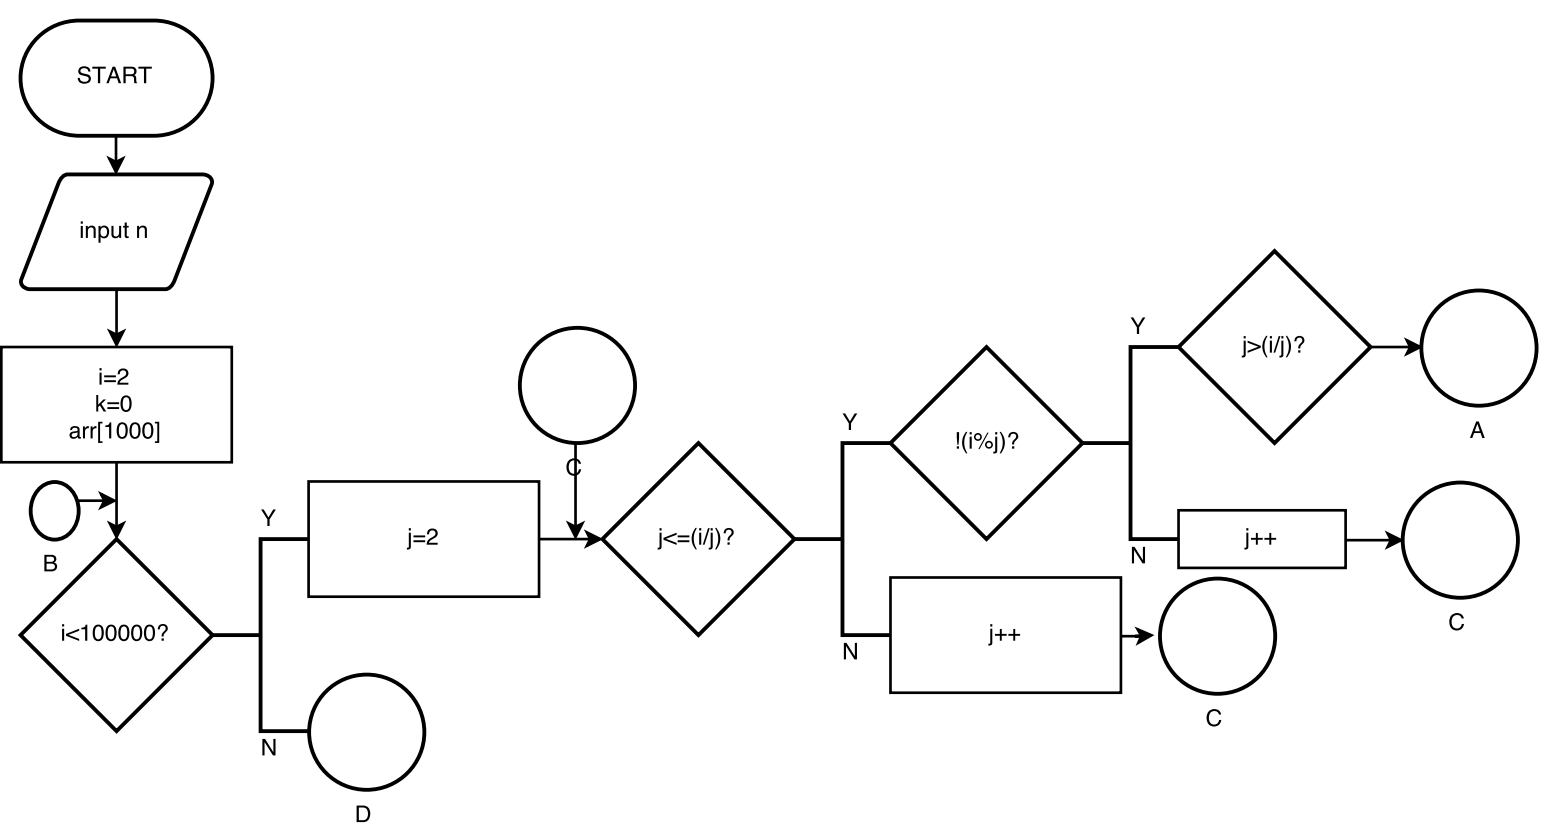 START
input n
i=2
k=0
arr[1000]
B
i<100000?
Y
N
j=2
D
C
j<=(i/j)?
Y
N
!(i%j)?
j++
C
Y
N
j>(i/j)?
A
j++
C